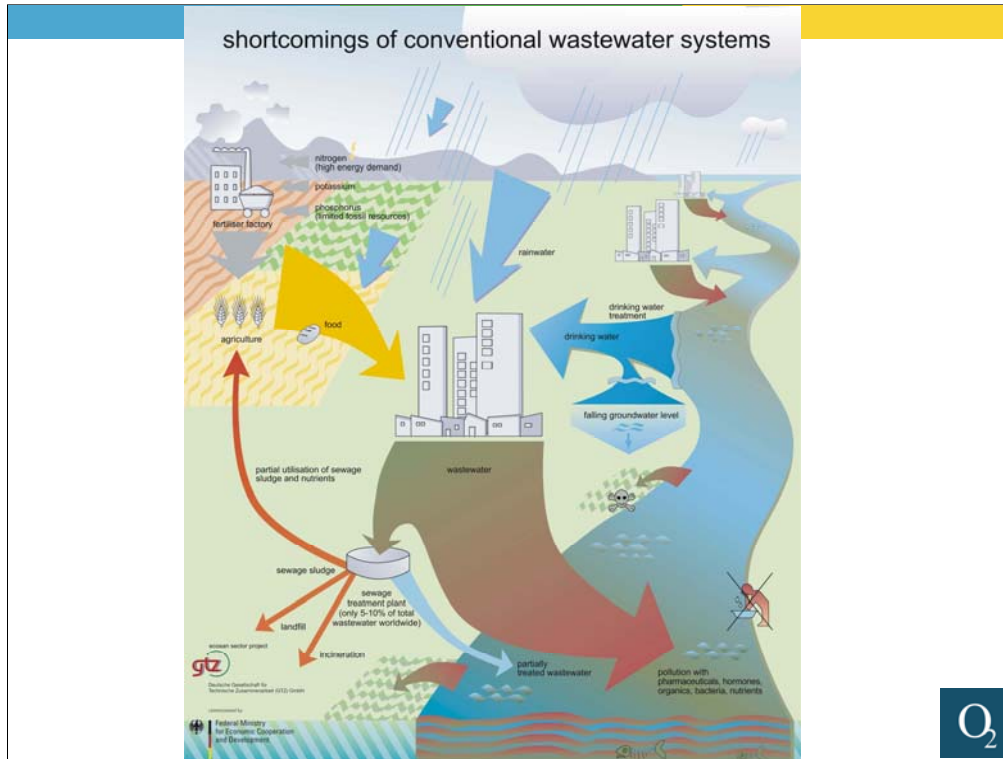 shortcomings of conventional wastewater systems
nitrogen
(high energy demand)
potassium
phosphorus
(limited fossil resources)
fertiliser factory
rainwater
drinking water
treatment
drinking water
food
agriculture
falling groundwater level
partial utilisation of sewage
sludge and nutrients
wastewater
sewage sludge
sewage
treatment plant
(only 5-10% of total
wastewater worldwide)
landfill
incineration
partially
treated wastewater
pollution with
pharmaceuticals, hormones,
organics, bacteria, nutrients
ecosan sector project
gtz
Deutsche Gesellschaft für
Technische Zusammenarbeit (GTZ) GmbH
commissioned by
Federal Ministry
for Economic Cooperation
and Development
O2